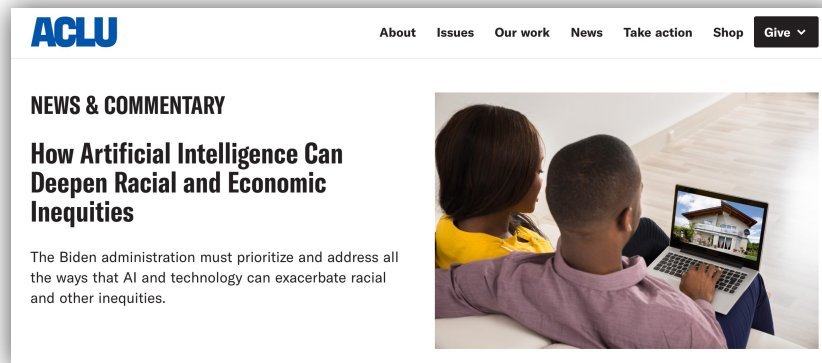 ACLU
About Issues Our work News Take action Shop Give
NEWS & COMMENTARY
How Artificial Intelligence Can
Deepen Racial and Economic
Inequities
The Biden administration must prioritize and address all
the ways that AI and technology can exacerbate racial
and other inequities.